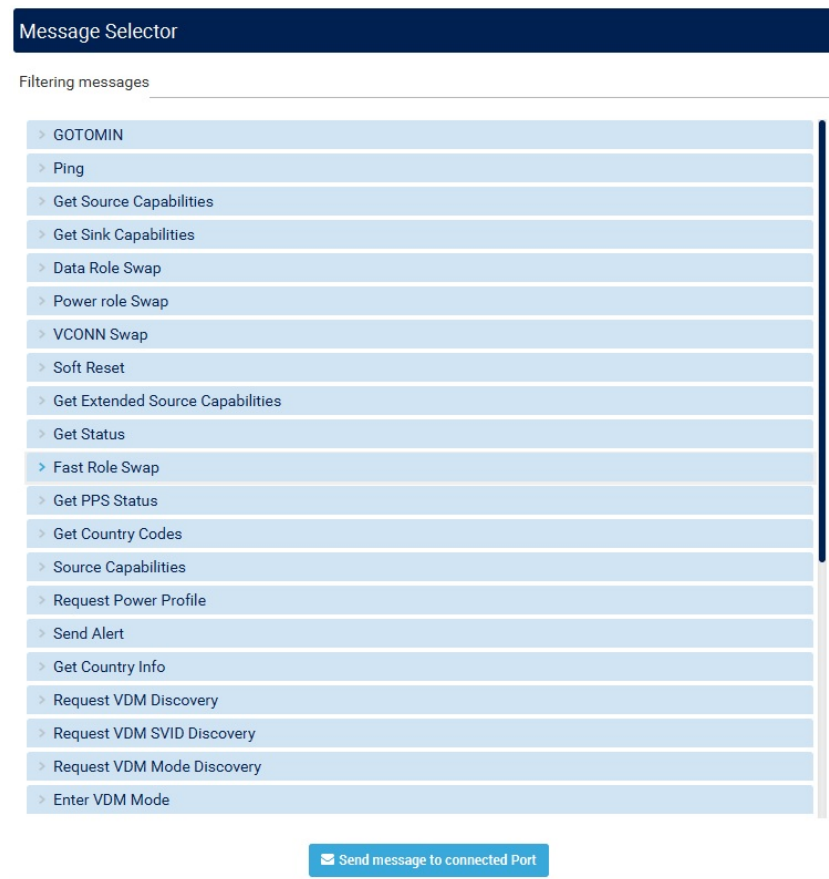 Message Selector
Filtering messages
GOTOMIN
Ping
Get Source Capabilities
Get Sink Capabilities
Data Role Swap
Power role Swap
VCONN Swap
Soft Reset
Get Extended Source Capabilities
Get Status
Fast Role Swap
Get PPS Status
Get Country Codes
Source Capabilities
Request Power Profile
Send Alert
Get Country Info
Request VDM Discovery
Request VDM SVID Discovery
Request VDM Mode Discovery
Enter VDM Mode
Send message to connected Port